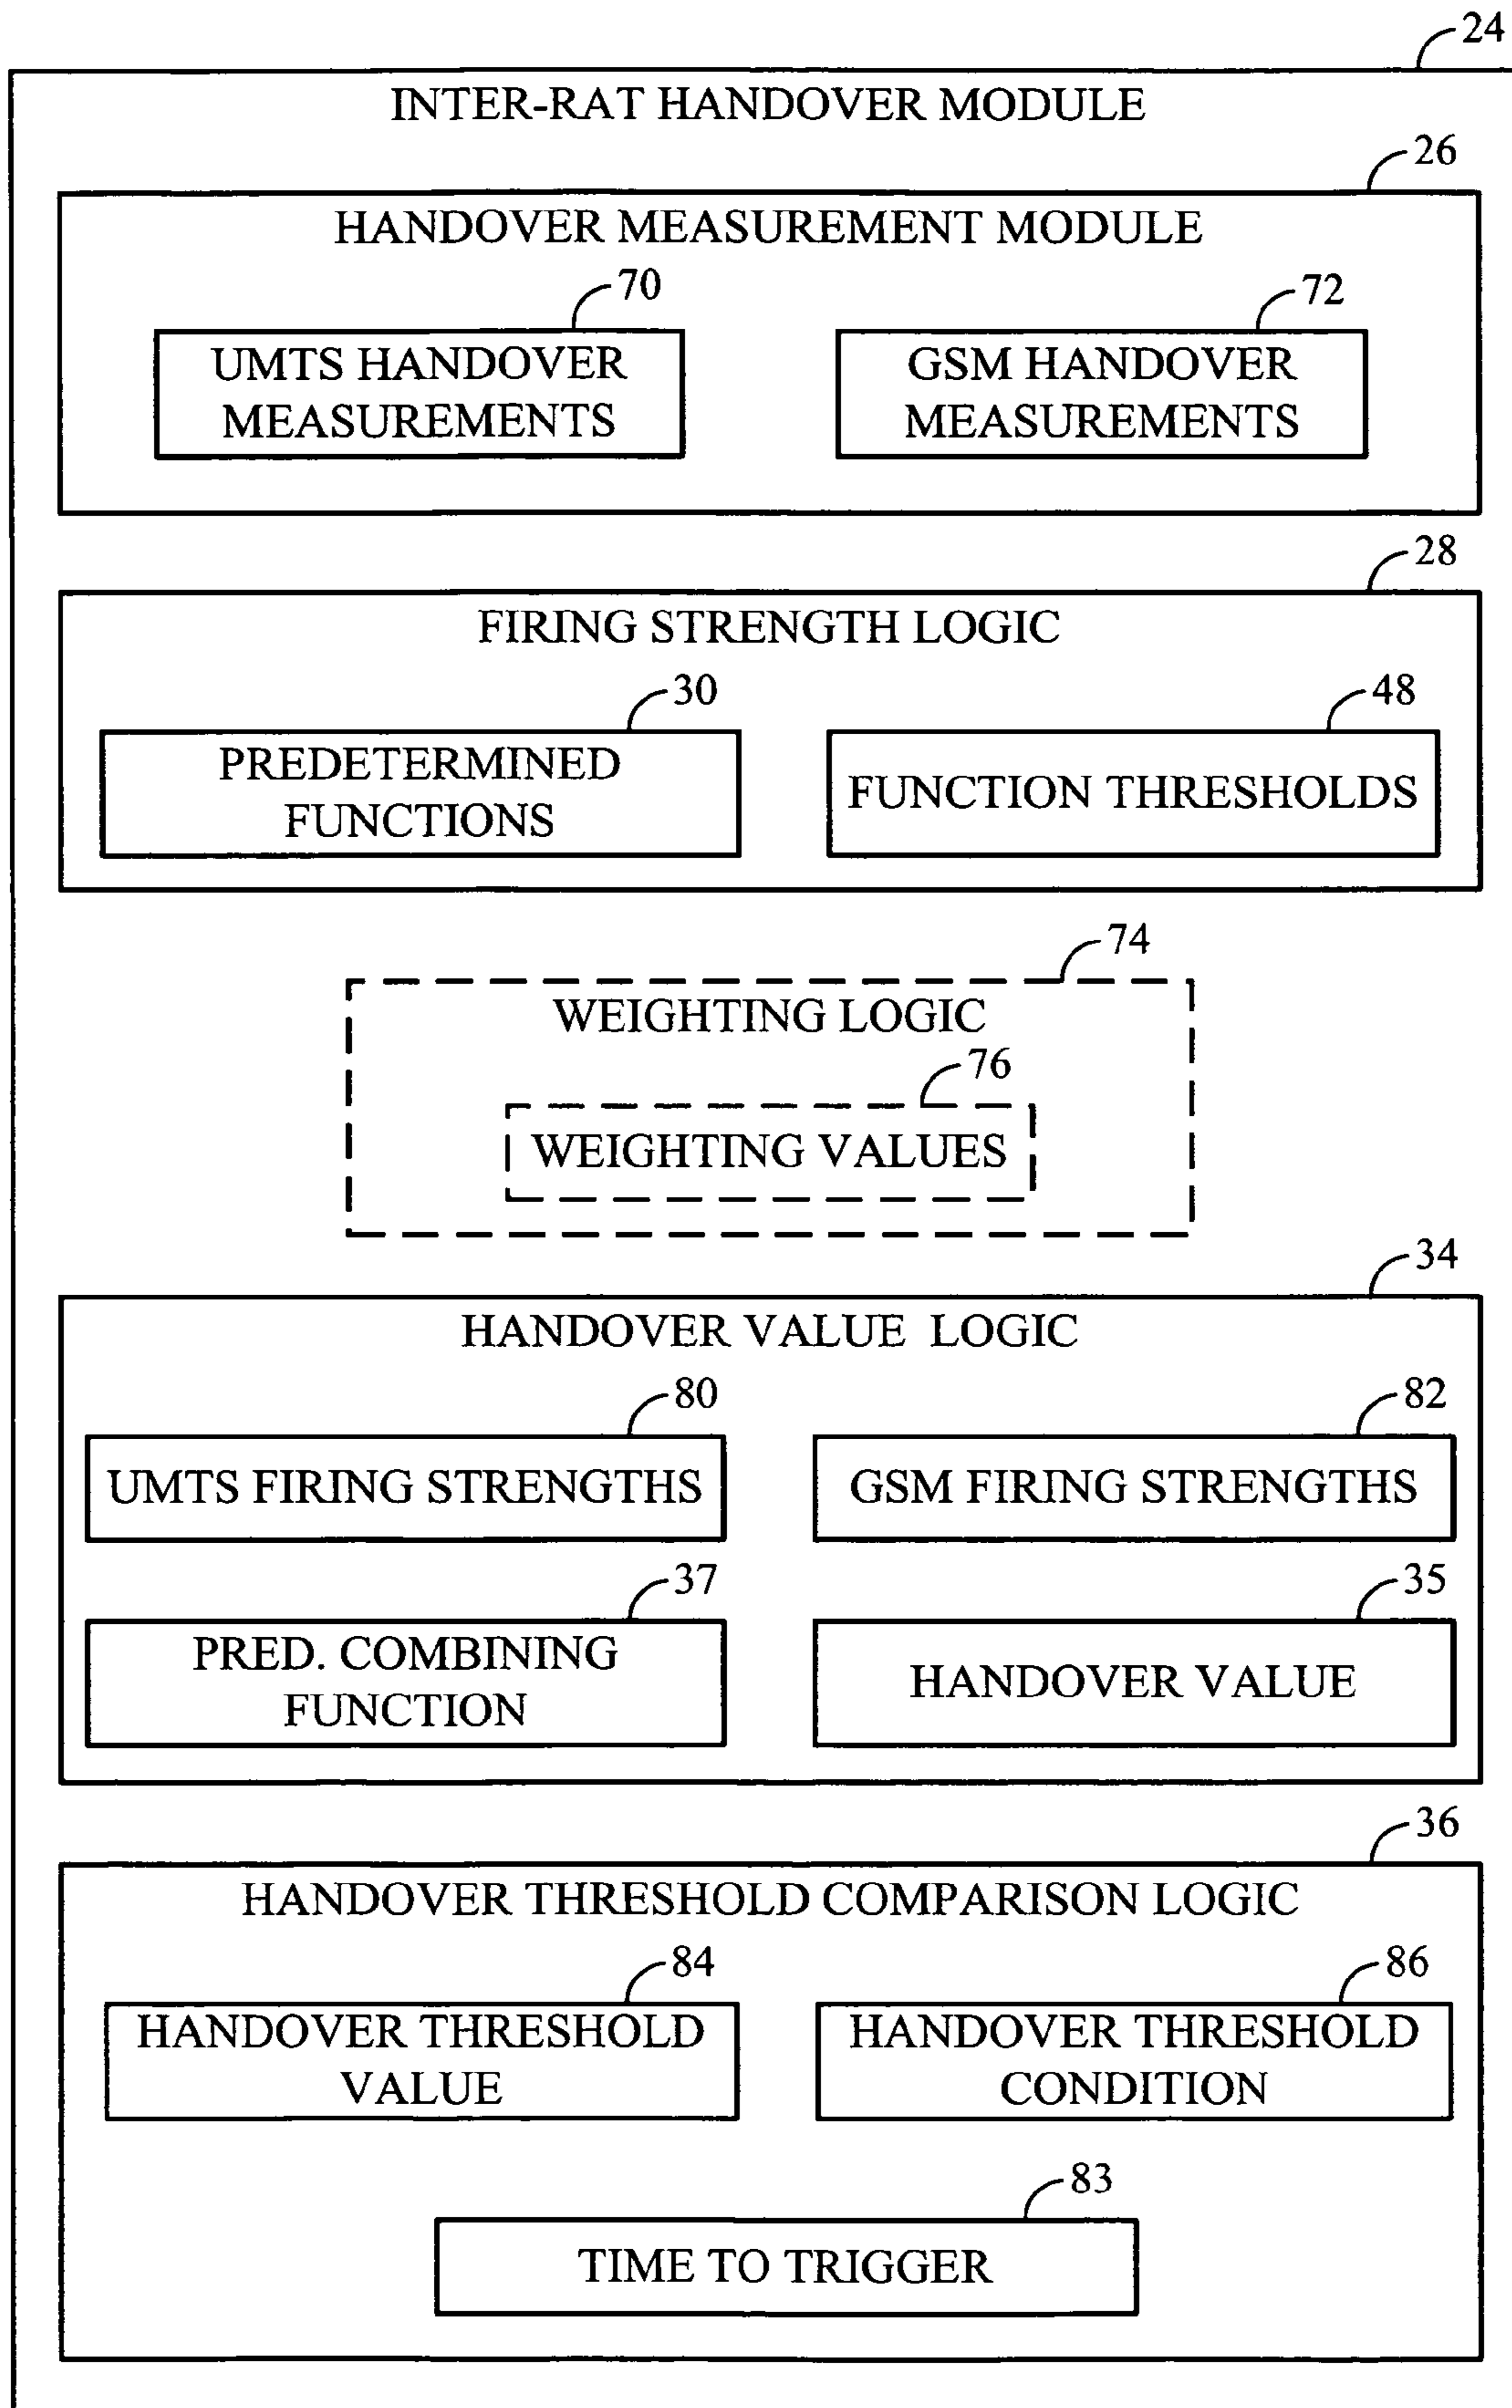 24
INTER-RAT HANDOVER MODULE
26
HANDOVER MEASUREMENT MODULE
70
72
UMTS HANDOVER
MEASUREMENTS
GSM HANDOVER
MEASUREMENTS
28
FIRING STRENGTH LOGIC
30
48
PREDETERMINED
FUNCTIONS
FUNCTION THRESHOLDS
74
WEIGHTING LOGIC
76
WEIGHTING VALUES
34
HANDOVER VALUE LOGIC
80
82
UMTS FIRING STRENGTHS
GSM FIRING STRENGTHS
37
35
PRED. COMBINING
FUNCTION
HANDOVER VALUE
36
HANDOVER THRESHOLD COMPARISON LOGIC
84
86
HANDOVER THRESHOLD
VALUE
HANDOVER THRESHOLD
CONDITION
83
TIME TO TRIGGER